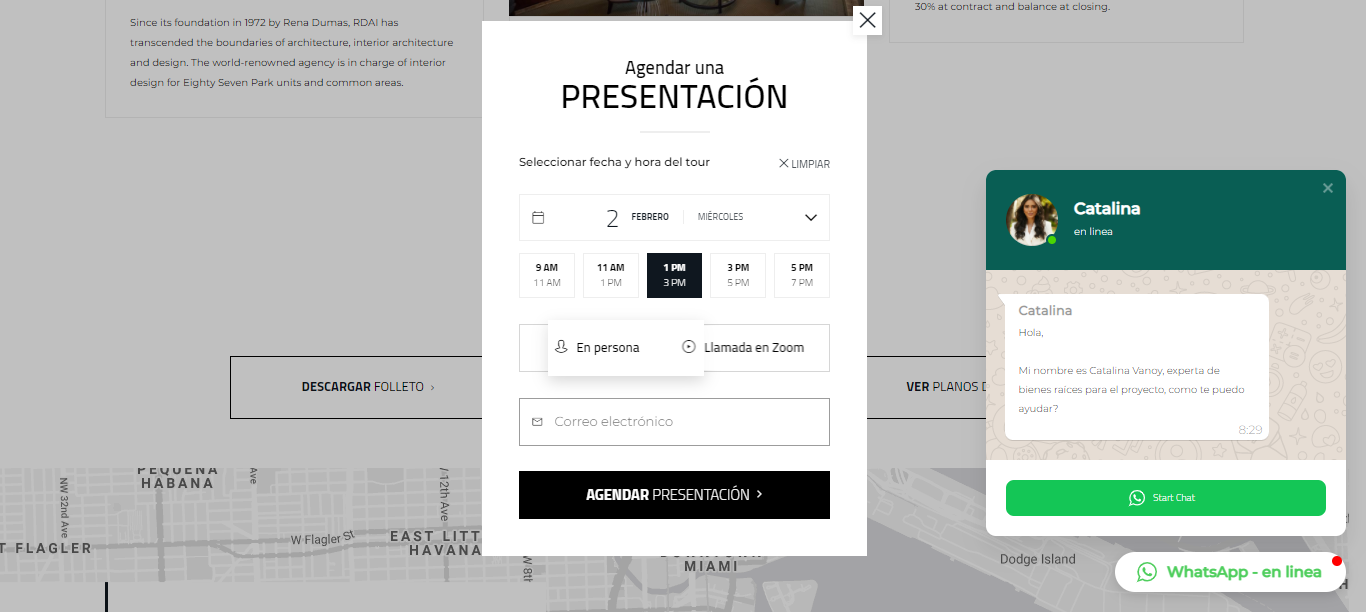 Since its foundation in 1972 by Rena Dumas, RDAI has
transcended the boundaries of architecture, interior architecture
and design. The world-renowned agency is in charge of interior
design for Eighty Seven Park units and common areas.
30% at contract and balance at closing.
Agendar una
PRESENTACIÓN
Seleccionar fecha y hora del tour
LIMPIAR
2 FEBRERO MIÉRCOLES
9 AM 11 AM 1 PM 3 PM 5 PM
11 AM 1 PM 3 PM 5 PM 7 PM
En persona Llamada en Zoom
Correo electrónico
AGENDAR PRESENTACIÓN
DESCARGAR FOLLETO
VER PLANOS D
Catalina
en linea
Catalina
Hola,
Mi nombre es Catalina Vanoy, experta de
bienes raíces para el proyecto, como te puedo
ayudar?
8:29
Start Chat
WhatsApp - en linea
PEQUENA
HABANA
Ave
NW 32nd Ave
12th Ave
T FLAGLER
W Flagler St
EAST LITT
HAVANA
W 8th
MIAMI
Dodge Island